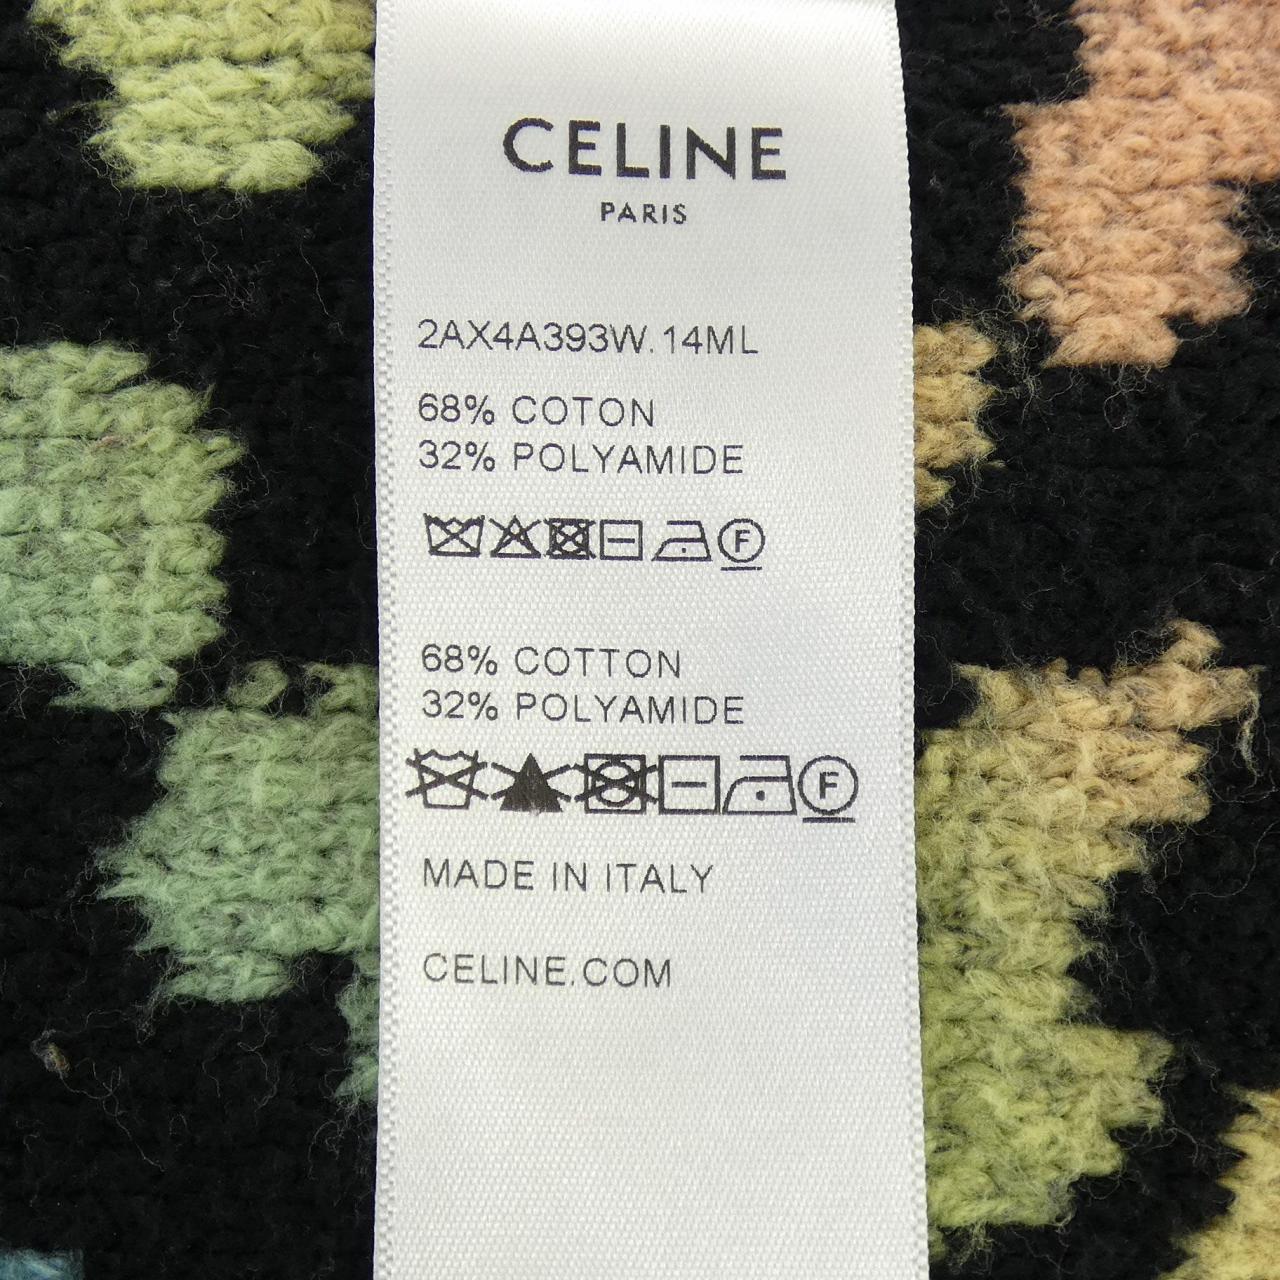 CELINE
PARIS
2AX4A393W.14ML
68% COTON
32% POLYAMIDE
F
68% COTTON
32% POLYAMIDE
F
MADE IN ITALY
CELINE.COM